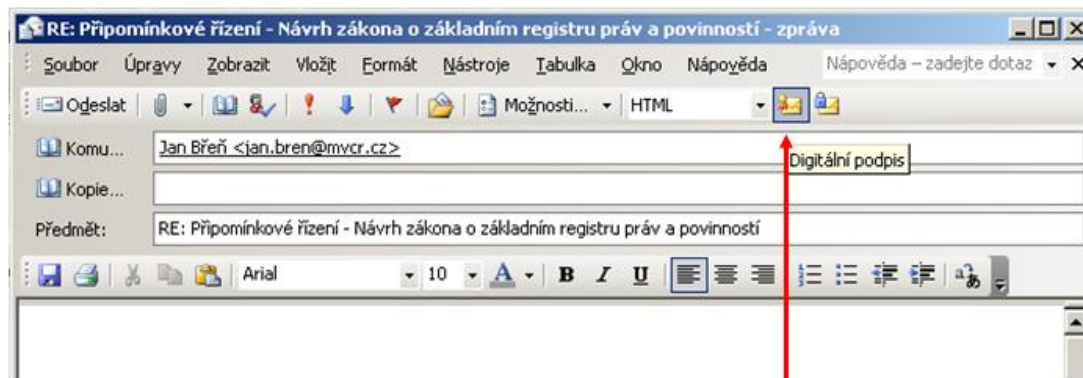 RE: Připomínkové řízení - Návrh zákona o základním registru práv a povinností - zpráva
Soubor Úpravy Zobrazit Vložit Formát Nástroje Tabulka Okno Nápověda Nápověda – zadejte dotaz
Odeslat Možnosti... HTML
Komu... Jan Břeň <jan.bren@mvcr.cz>
Digitální podpis
Kopie...
Předmět: RE: Připomínkové řízení - Návrh zákona o základním registru práv a povinností
Arial 10 A B I U